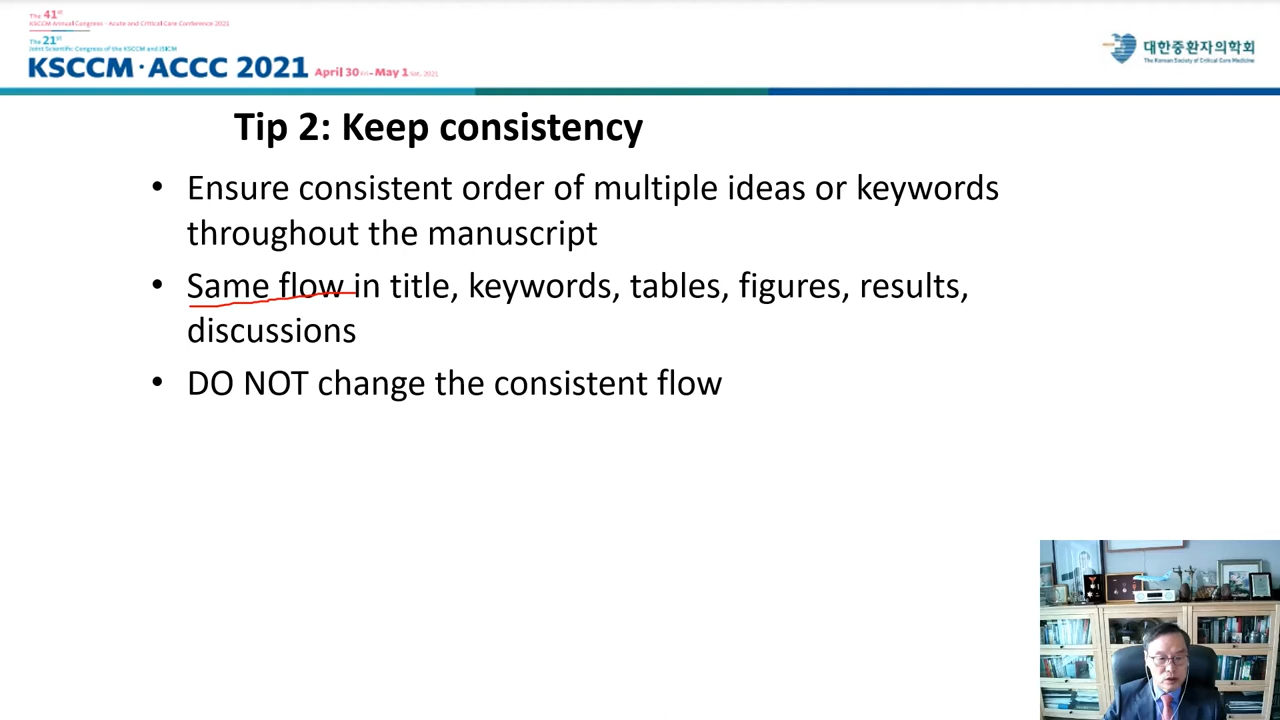 The 41st
KSCCM Annual Congress - Acute and Critical Care Conference 2021
The 21st
Joint Scientific Congress of the KSCCM and JSICM
KSCCM·ACCC 2021 April 30 Fri - May 1 Sat, 2021
대한중환자의학회
The Korean Society of Critical Care Medicine
Tip 2: Keep consistency
• Ensure consistent order of multiple ideas or keywords
throughout the manuscript
• Same flow in title, keywords, tables, figures, results,
discussions
• DO NOT change the consistent flow